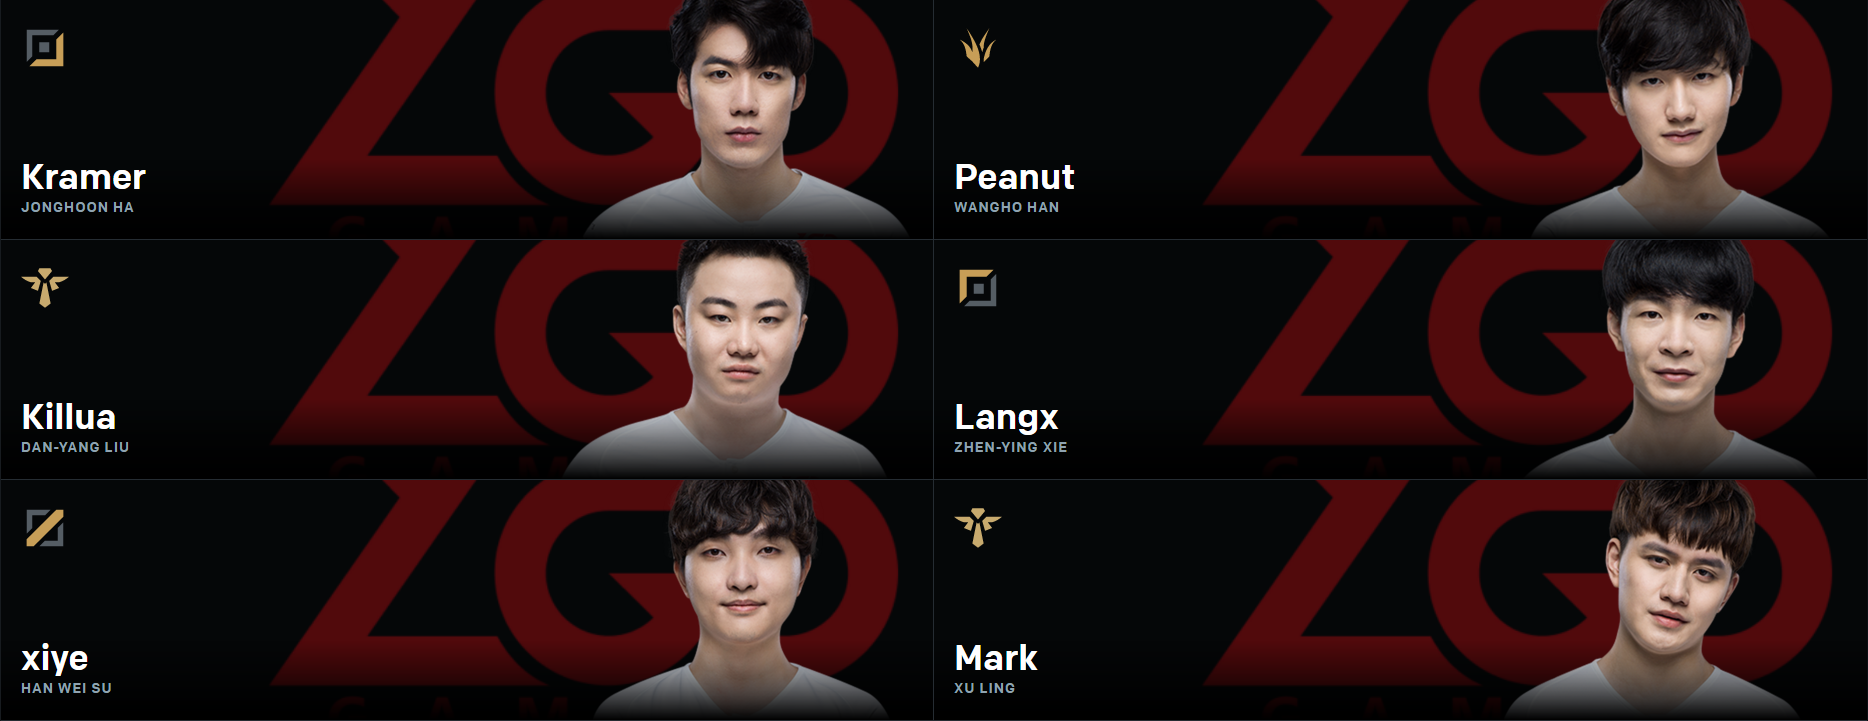 Kramer
JONGHOON HA
Peanut
WANGHO HAN
Killua
DAN-YANG LIU
Langx
ZHEN-YING XIE
xiye
HAN WEI SU
Mark
XU LING